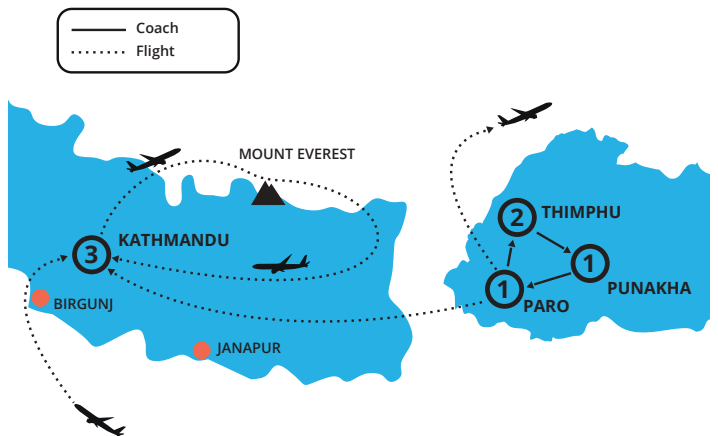 Coach
Flight
MOUNT EVEREST
3
KATHMANDU
BIRGUNJ
JANAPUR
2
THIMPHU
1
PUNAKHA
1
PARO